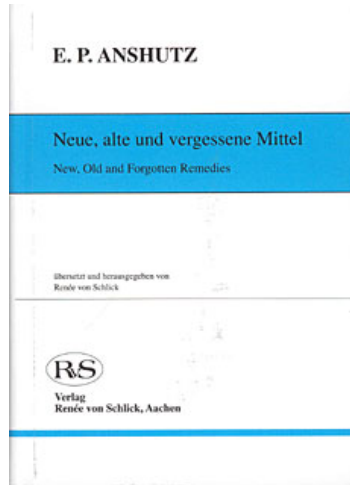 E. P. ANSHUTZ
Neue, alte und vergessene Mittel
New, Old and Forgotten Remedies
übersetzt und herausgegeben von
Renée von Schlick
RvS
Verlag
Renée von Schlick, Aachen